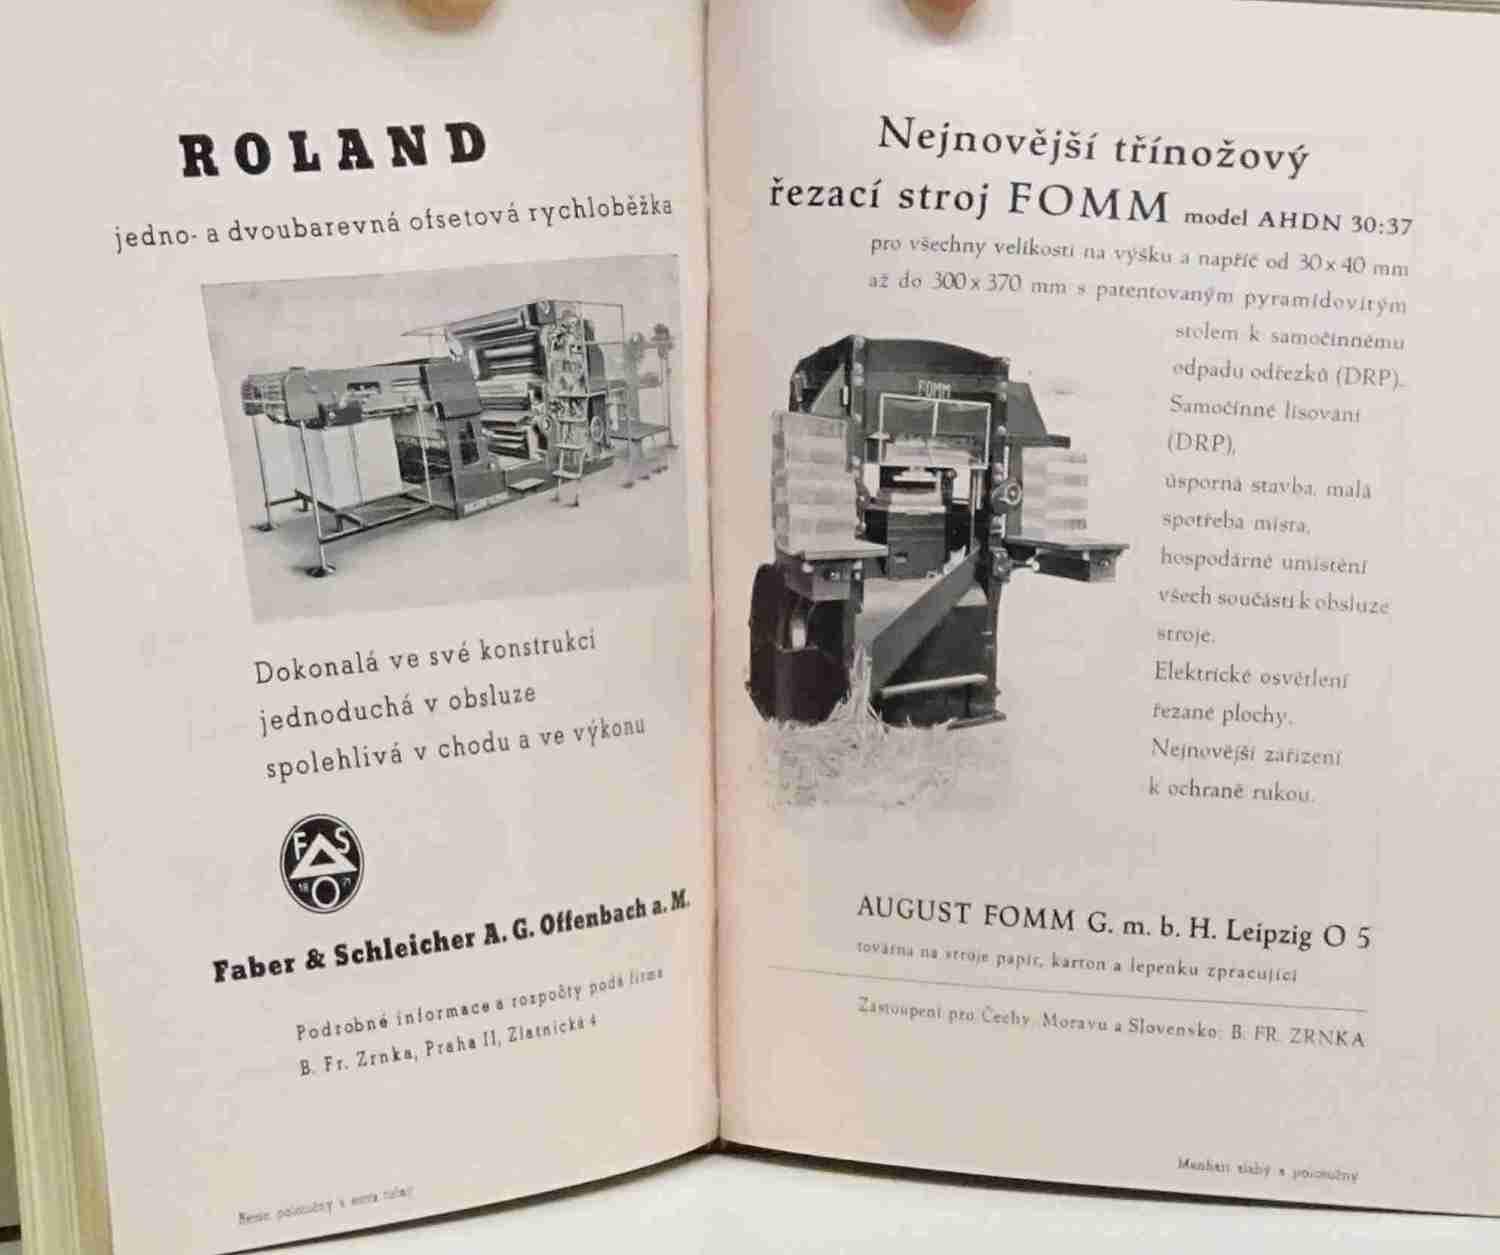 ROLAND
jedno- a dvoubarevná ofsetová rychloběžka
Dokonalá ve své konstrukci
jednoduchá v obsluze
spolehlivá v chodu a ve výkonu
F S
18 71
O
Faber & Schleicher A. G. Offenbach a. M.
Podrobné informace a rozpočty podá firma
B. Fr. Zrnka, Praha II, Zlatnická 4
polotučný
Nejnovější třínožový
řezací stroj FOMM model AHDN 30:37
pro všechny velikosti na výšku a napříč od 30 x 40 mm
až do 300 x 370 mm s patentovaným pyramidovitým
stolem k samočinnému
odpadu odřezků (DRP).
Samočinné lisování
(DRP),
úsporná stavba, malá
spotřeba místa,
hospodárné umístění
všech součástí k obsluze
stroje.
Elektrické osvětlení
řezané plochy.
Nejnovější zařízení
k ochraně rukou.
FOMM
AUGUST FOMM G. m. b. H. Leipzig O 5
továrna na stroje papír, karton a lepenku zpracující
Zastoupení pro Čechy, Moravu a Slovensko: B. FR. ZRNKA
slabý a polotučný